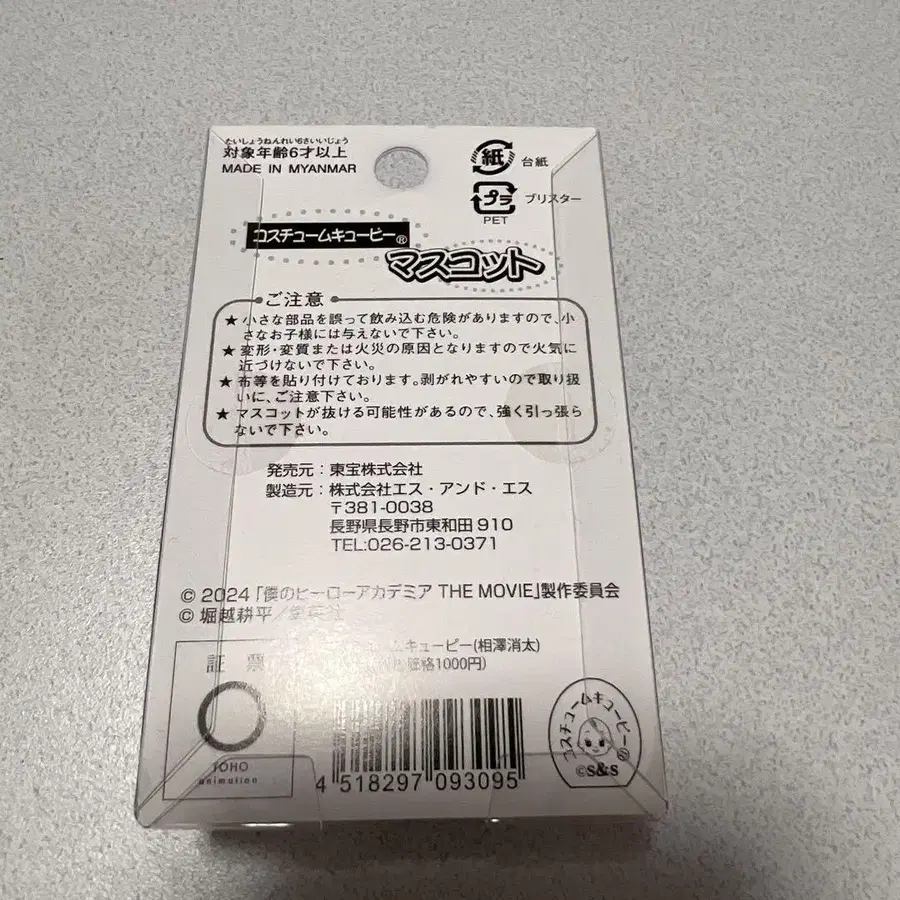 たいしょうねんれい6さいいじょう
対象年齢6才以上
MADE IN MYANMAR
紙 台紙
プラ ブリスター
PET
コスチュームキューピー®
マスコット
ご注意
★小さな部品を誤って飲み込む危険がありますので、小
さなお子様には与えないで下さい。
★変形・変質または火災の原因となりますので火気に
近づけないで下さい。
★布等を貼り付けております。剥がれやすいので取り扱
いに、ご注意下さい。
★マスコットが抜ける可能性があるので、強く引っ張ら
ないで下さい。
発売元：東宝株式会社
製造元：株式会社エス・アンド・エス
〒381-0038
長野県長野市東和田910
TEL:026-213-0371
© 2024「僕のヒーローアカデミア THE MOVIE」製作委員会
© 堀越耕平／集英社
ムキューピー(相澤消太)
価格1000円)
証 票
TOHO
animation
4 518297 093095
コスチュームキューピー®
©S&S